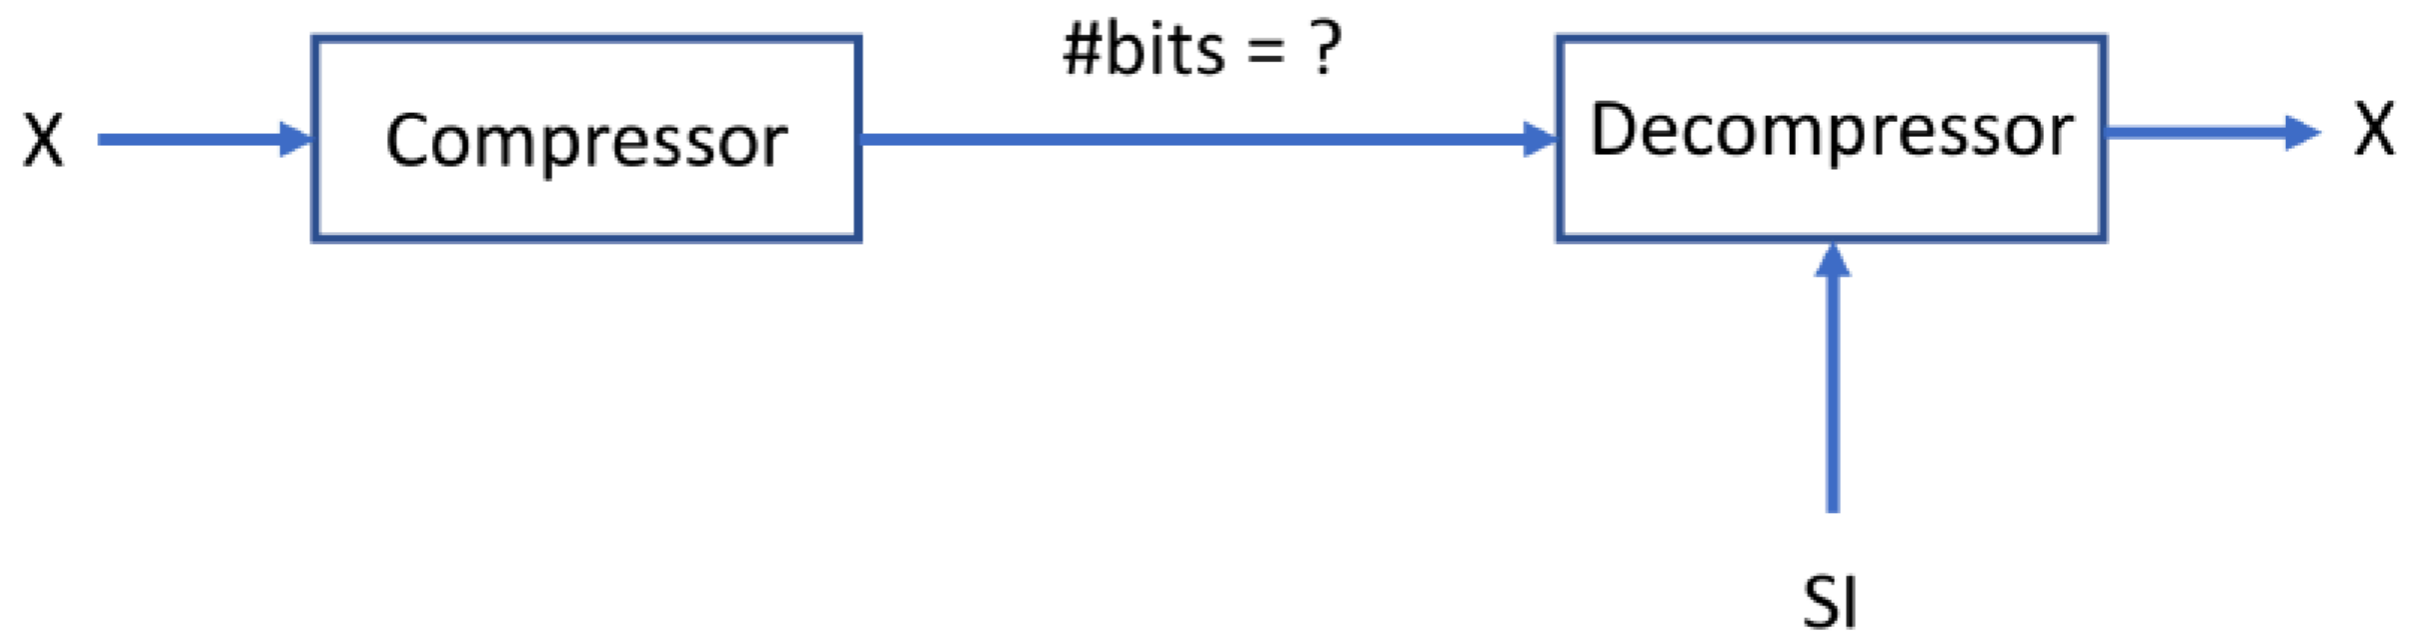 #bits = ?
X
Compressor
Decompressor
X
SI